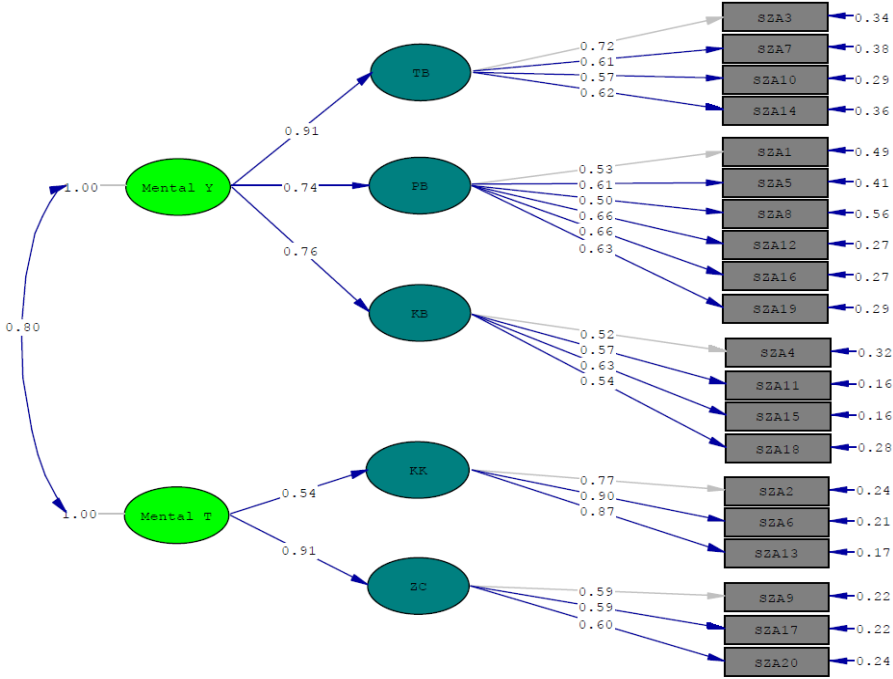 SZA3
0.34
0.72
SZA7
0.38
0.61
TB
SZA10
0.29
0.57
0.62
SZA14
0.36
0.91
SZA1
0.49
0.53
1.00
Mental Y
0.74
PB
0.61
SZA5
0.41
0.50
SZA8
0.56
0.66
SZA12
0.27
0.66
0.63
SZA16
0.27
0.76
SZA19
0.29
KB
0.80
0.52
SZA4
0.32
0.57
0.63
SZA11
0.16
0.54
SZA15
0.16
SZA18
0.28
KK
0.77
SZA2
0.24
0.54
0.90
0.87
SZA6
0.21
1.00
Mental T
SZA13
0.17
0.91
ZC
0.59
SZA9
0.22
0.59
0.60
SZA17
0.22
SZA20
0.24